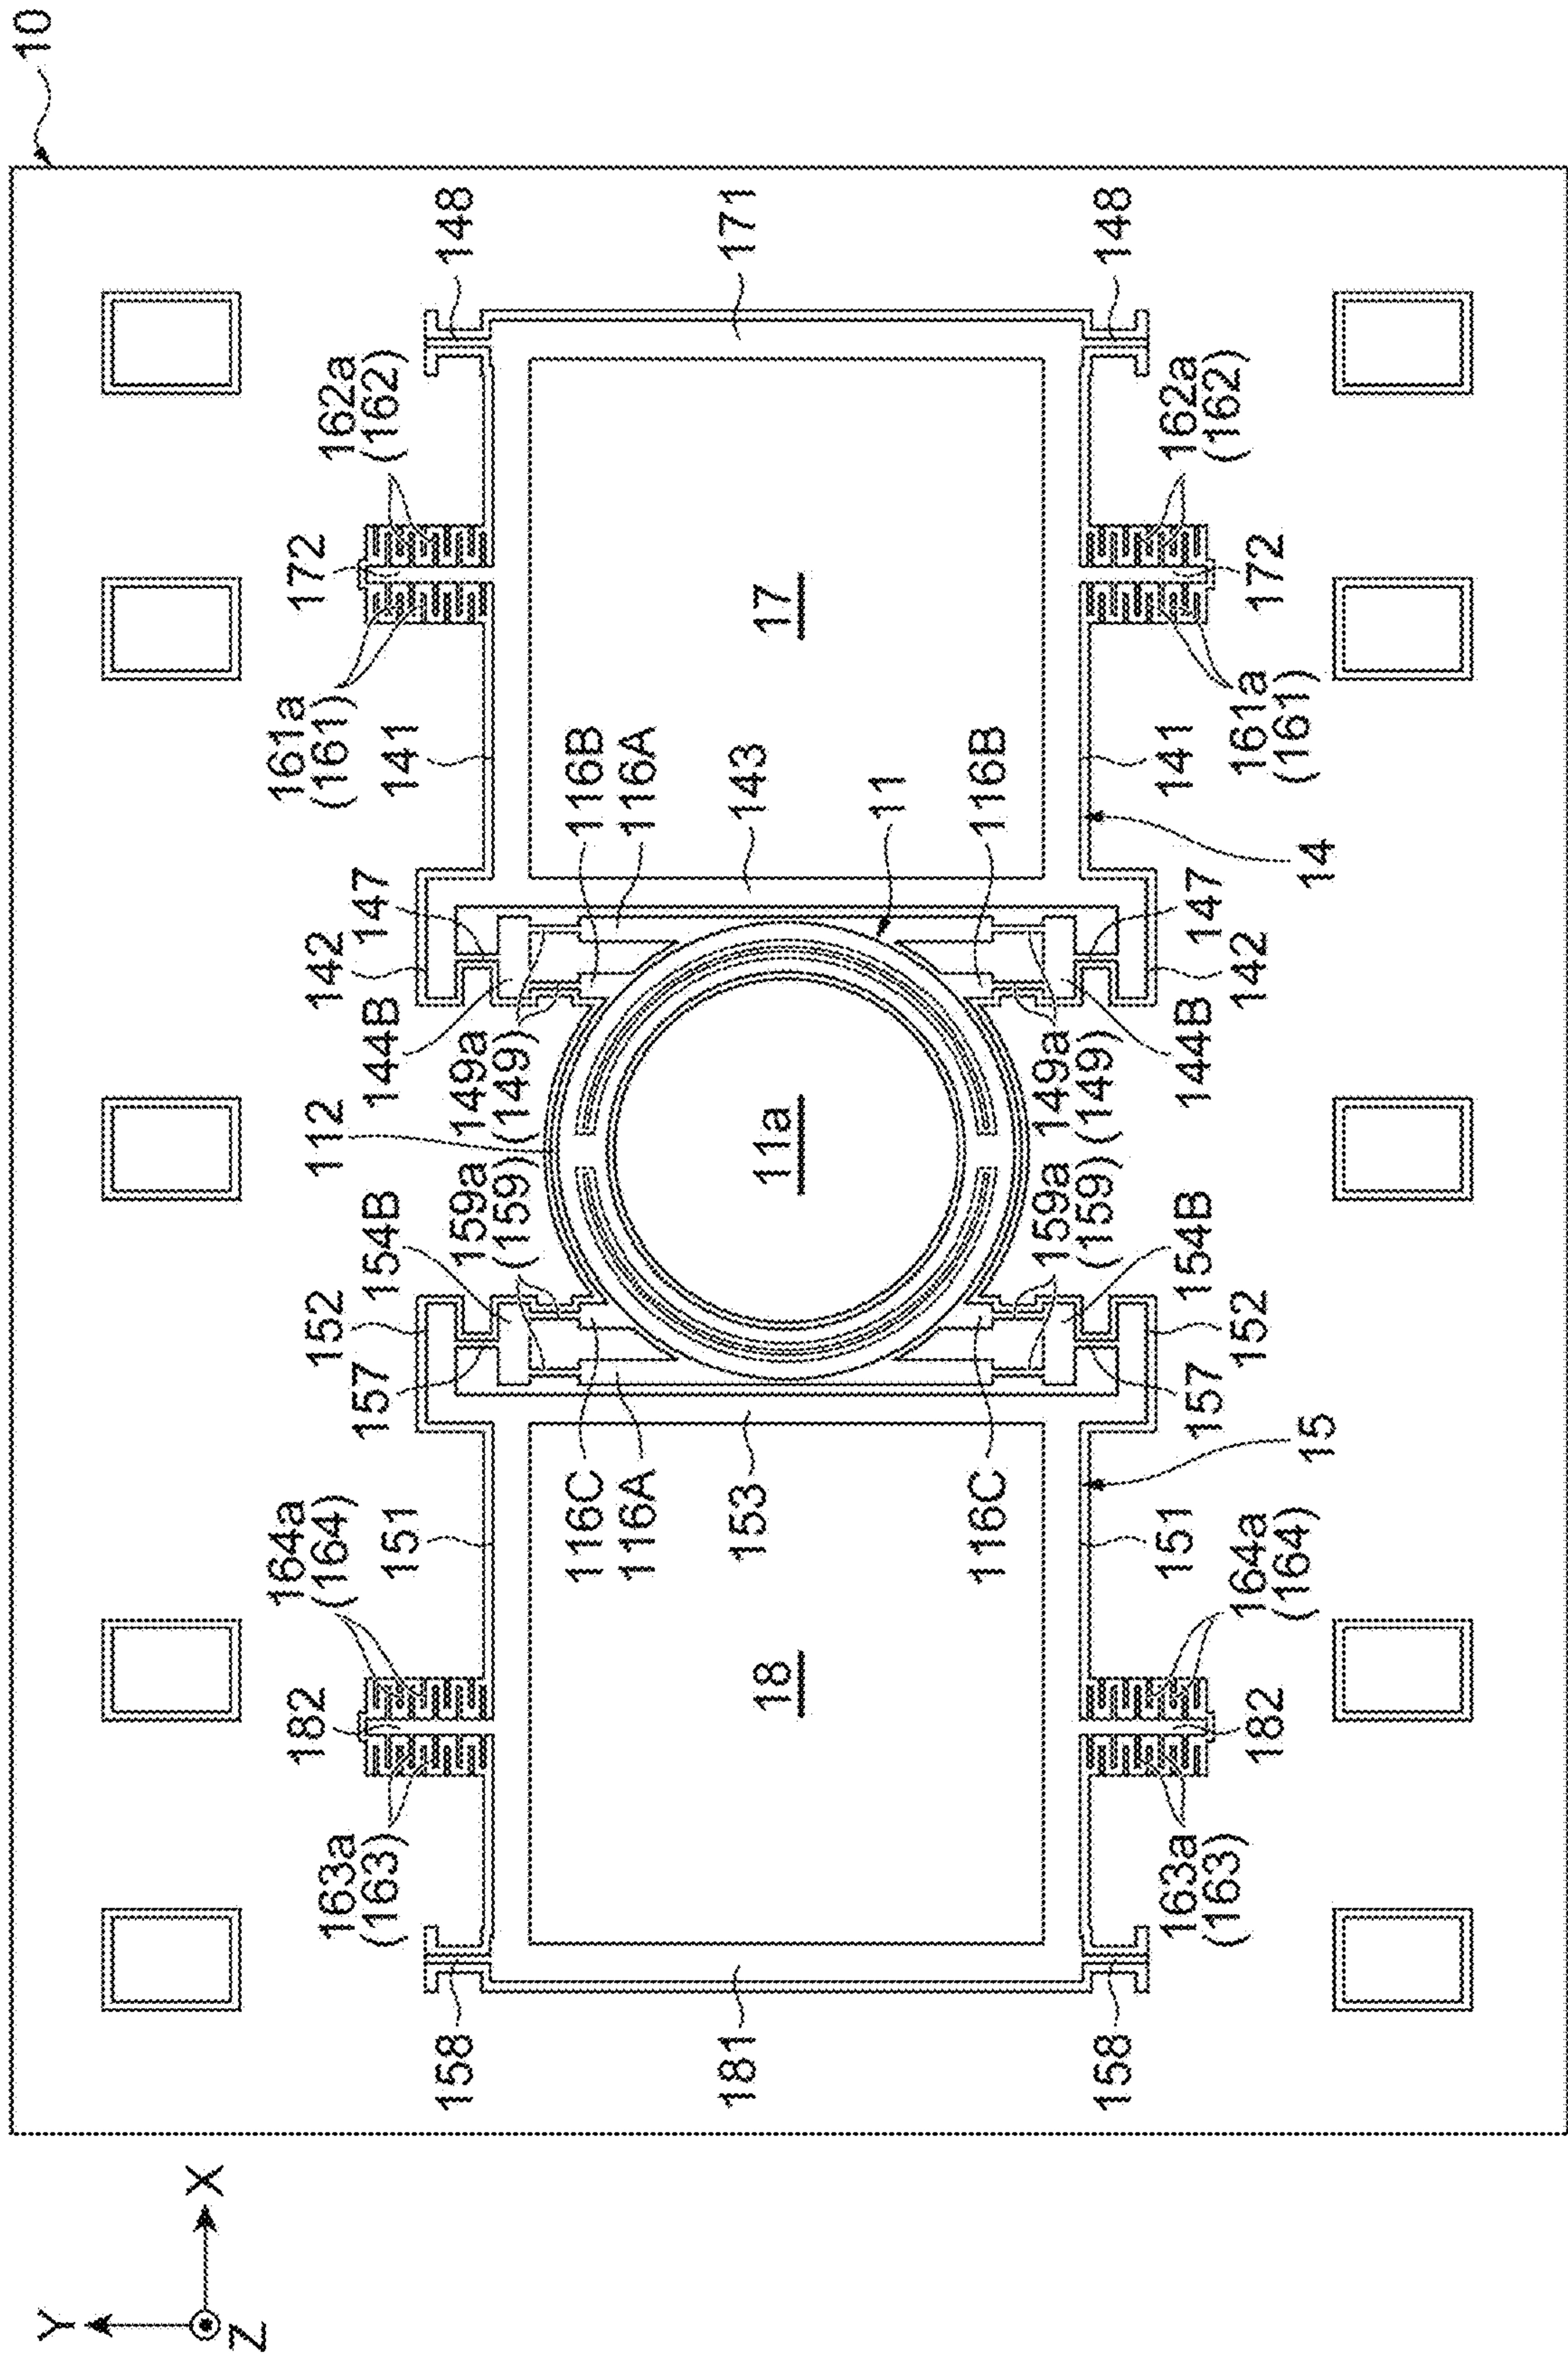 10
Y
X
Z
182
164a
(164)
161a
(161)
172
163a
(163)
152
112
142
162a
(162)
157
147
154B
144B
151
141
158
148
159a
(159)
149a
(149)
116C
116B
116A
116A
181
153
143
171
18
11a
17
11
116C
116B
159a
(159)
149a
(149)
158
148
163a
(163)
151
154B
144B
141
162a
(162)
157
147
152
142
164a
(164)
161a
(161)
182
172
15
14